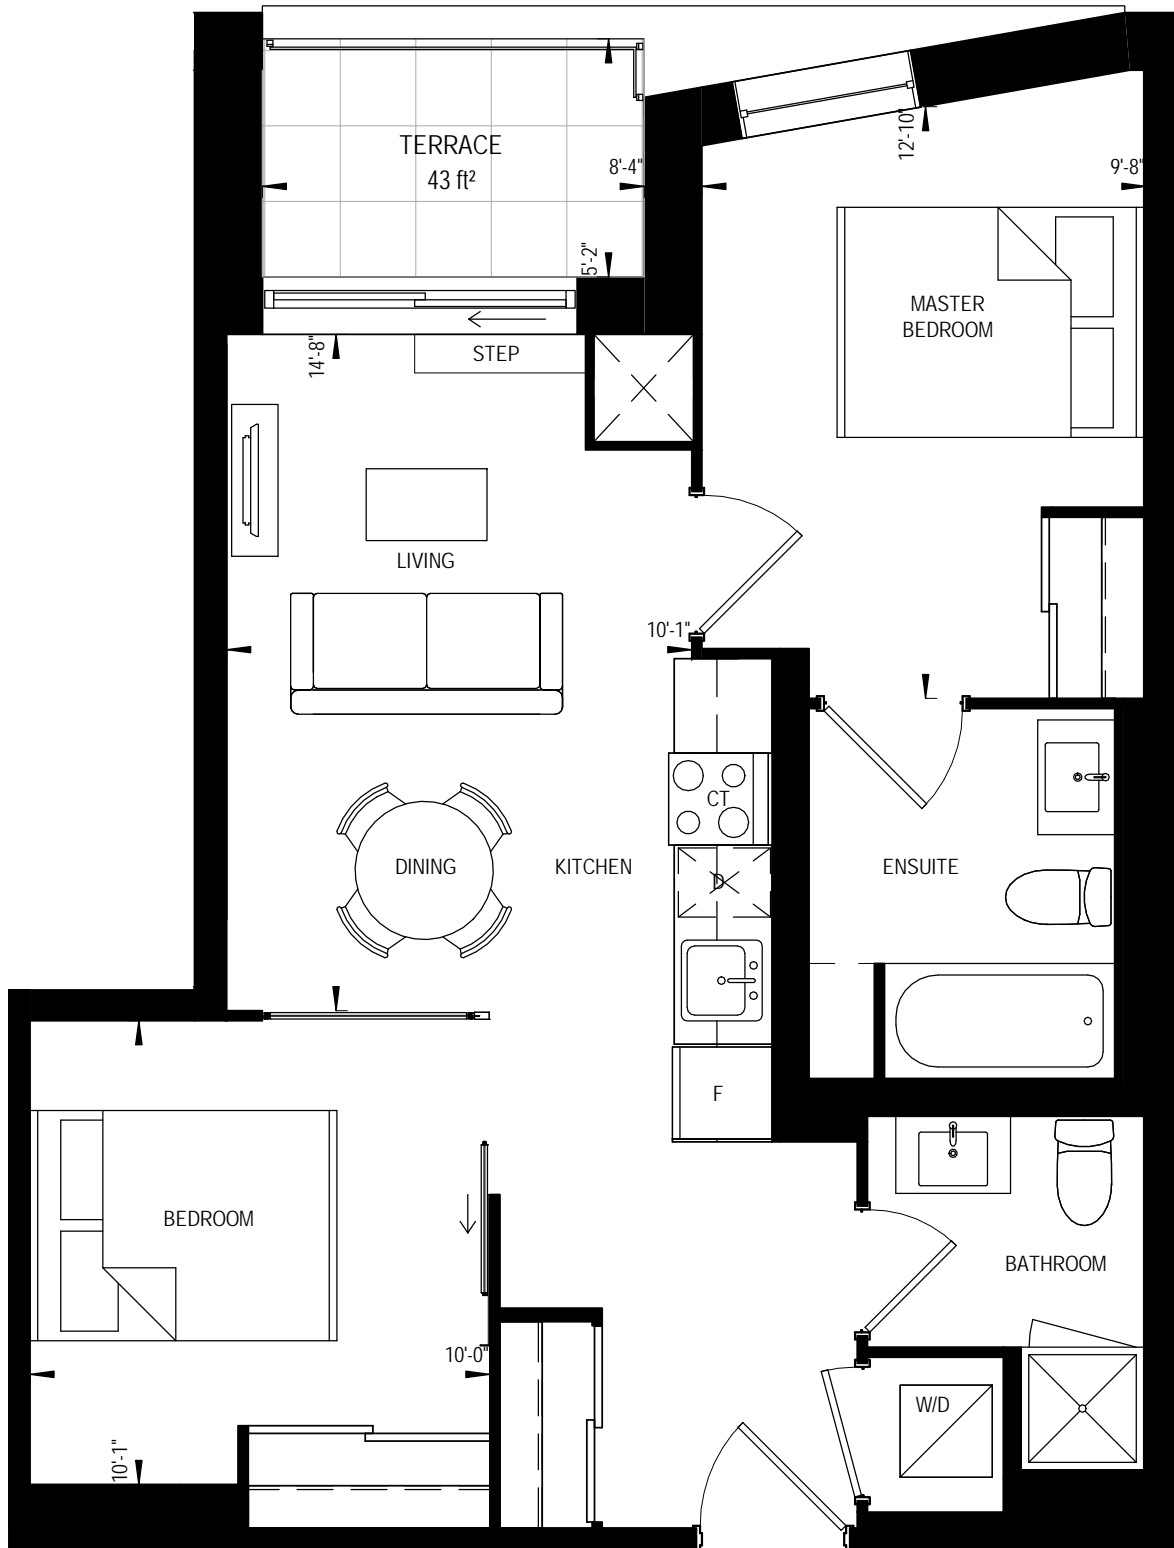 TERRACE
43 ft²
8'-4"
5'-2"
12'-10"
9'-8"
MASTER
BEDROOM
14'-8"
STEP
LIVING
10'-1"
CT
DINING
KITCHEN
D
ENSUITE
F
BEDROOM
BATHROOM
10'-0"
W/D
10'-1"